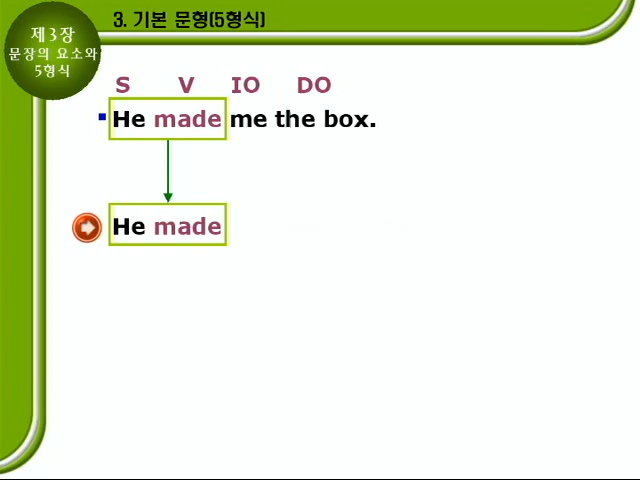 제3장
문장의 요소와
5형식
3. 기본 문형(5형식)
S V IO DO
He made me the box.
He made